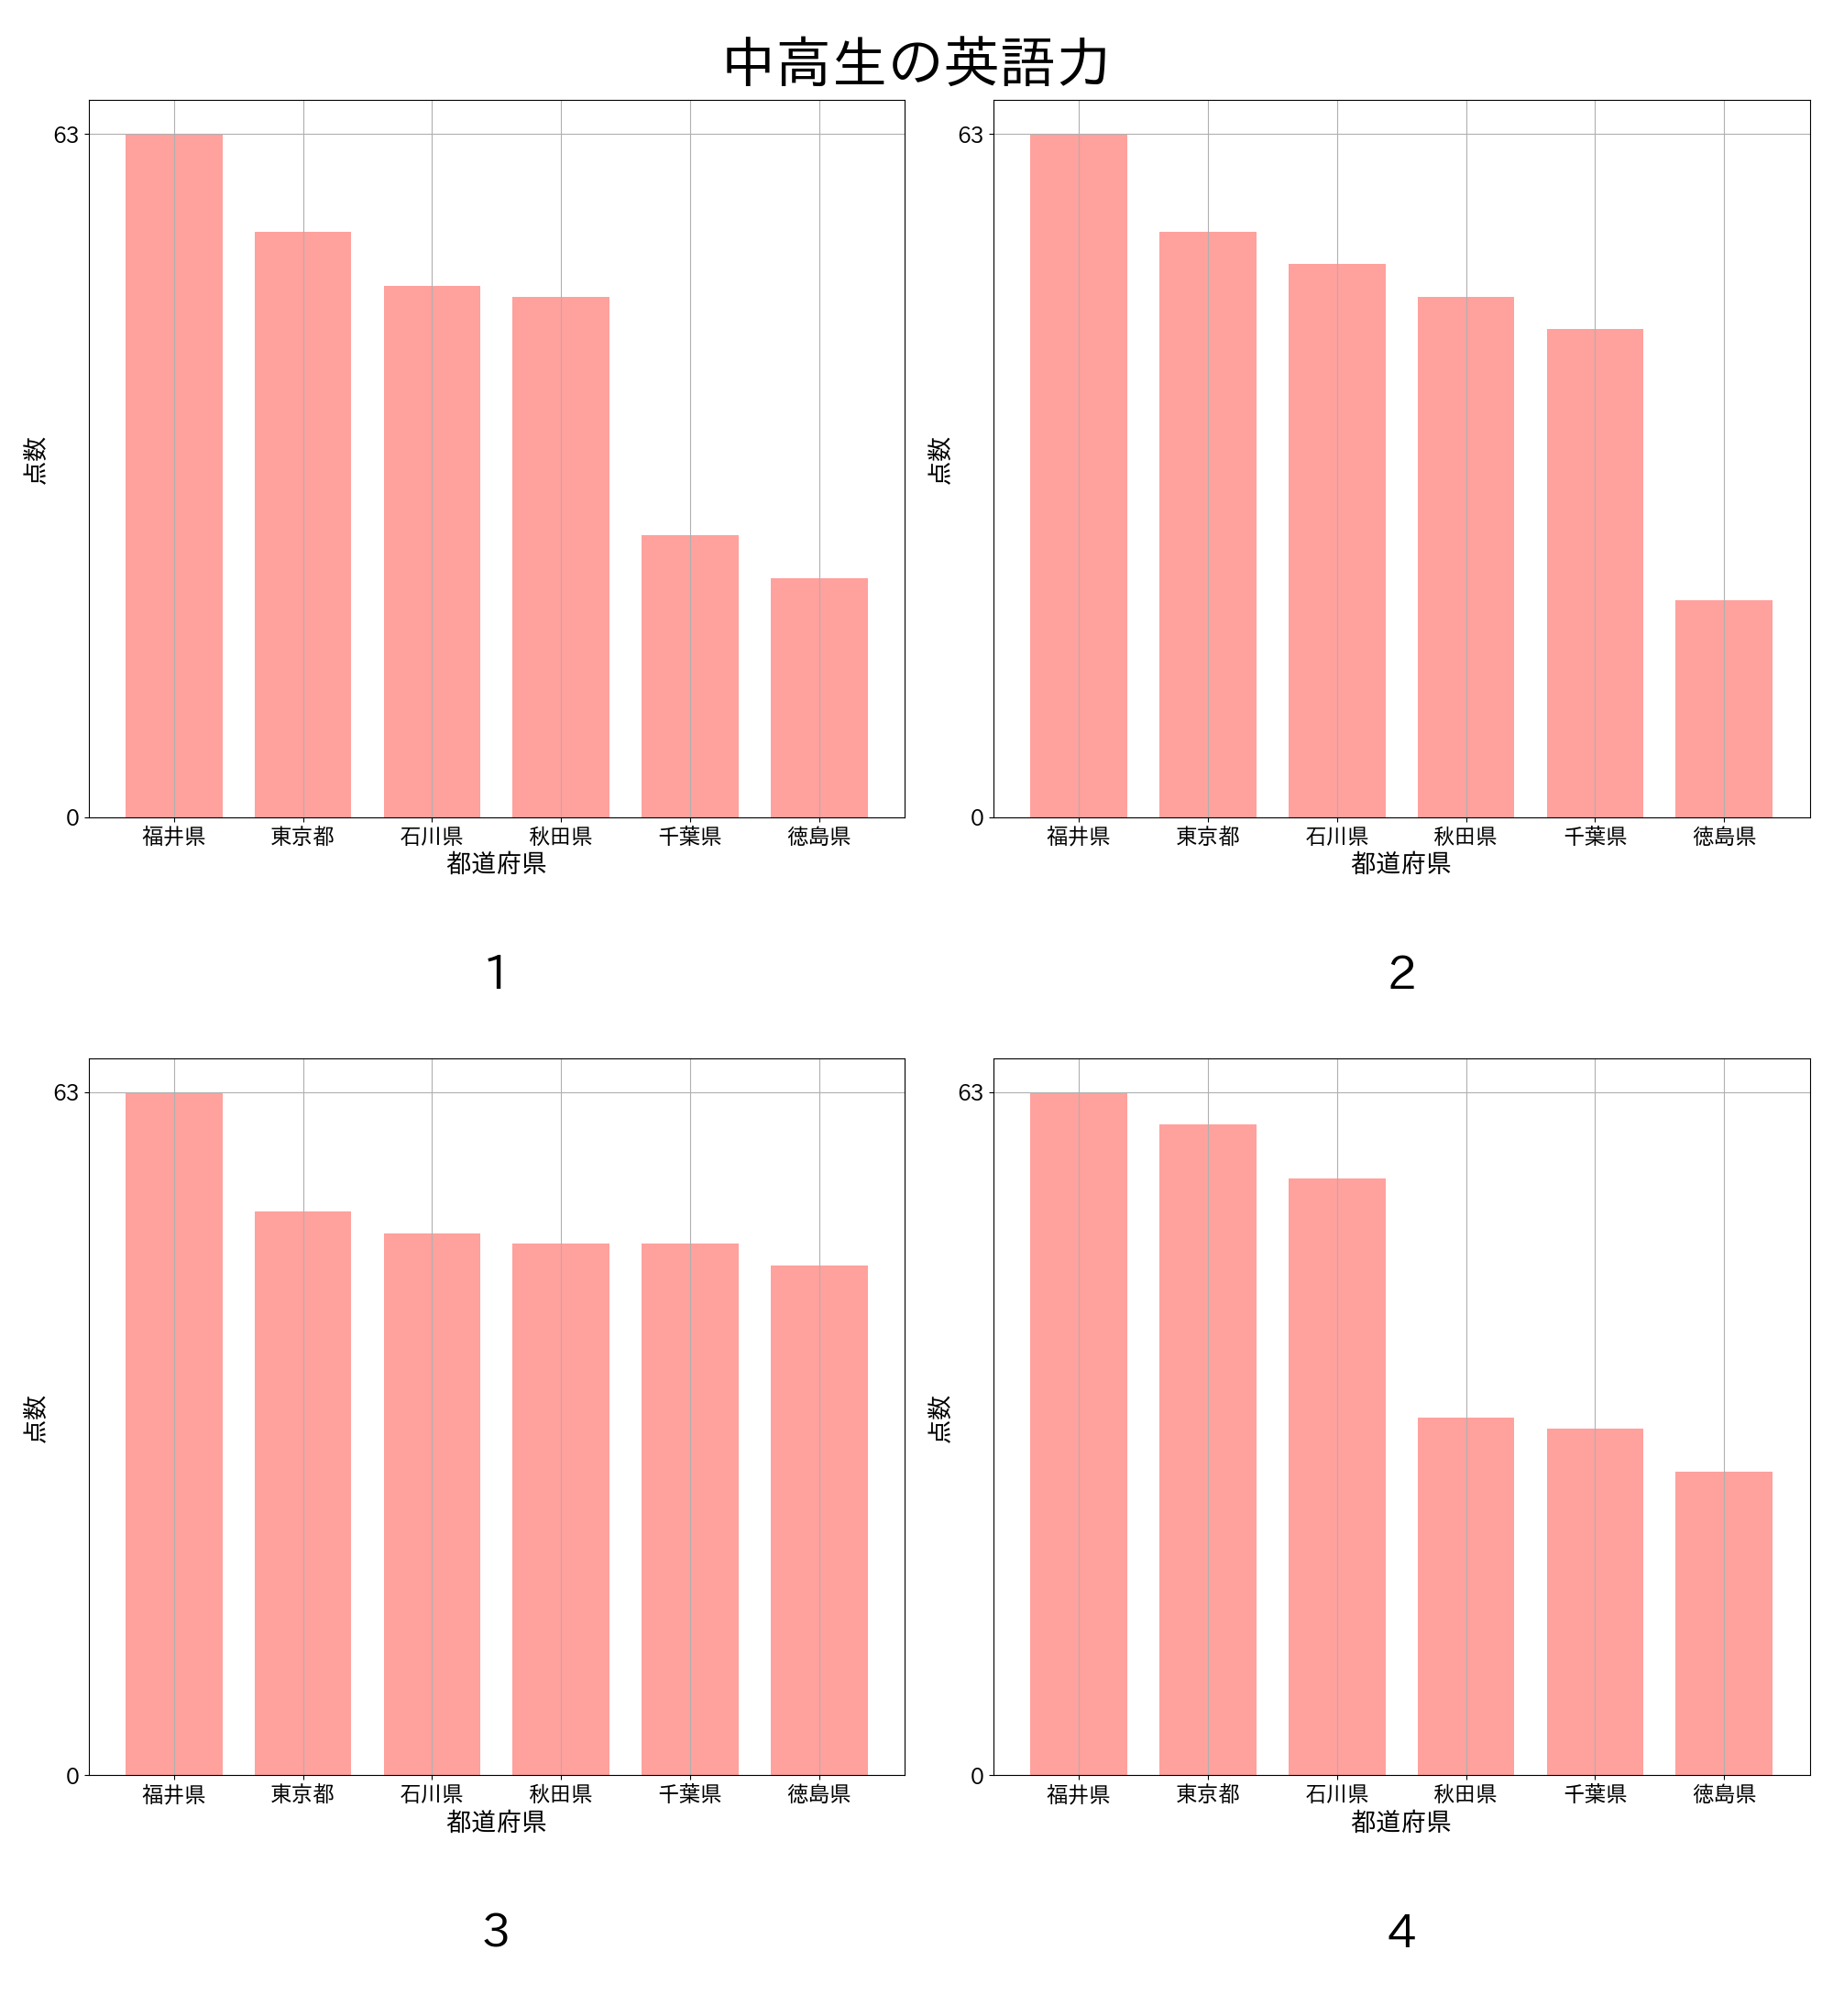 中高生の英語力
63
0
点数
福井県 東京都 石川県 秋田県 千葉県 徳島県
都道府県
1
63
0
点数
福井県 東京都 石川県 秋田県 千葉県 徳島県
都道府県
2
63
0
点数
福井県 東京都 石川県 秋田県 千葉県 徳島県
都道府県
3
63
0
点数
福井県 東京都 石川県 秋田県 千葉県 徳島県
都道府県
4